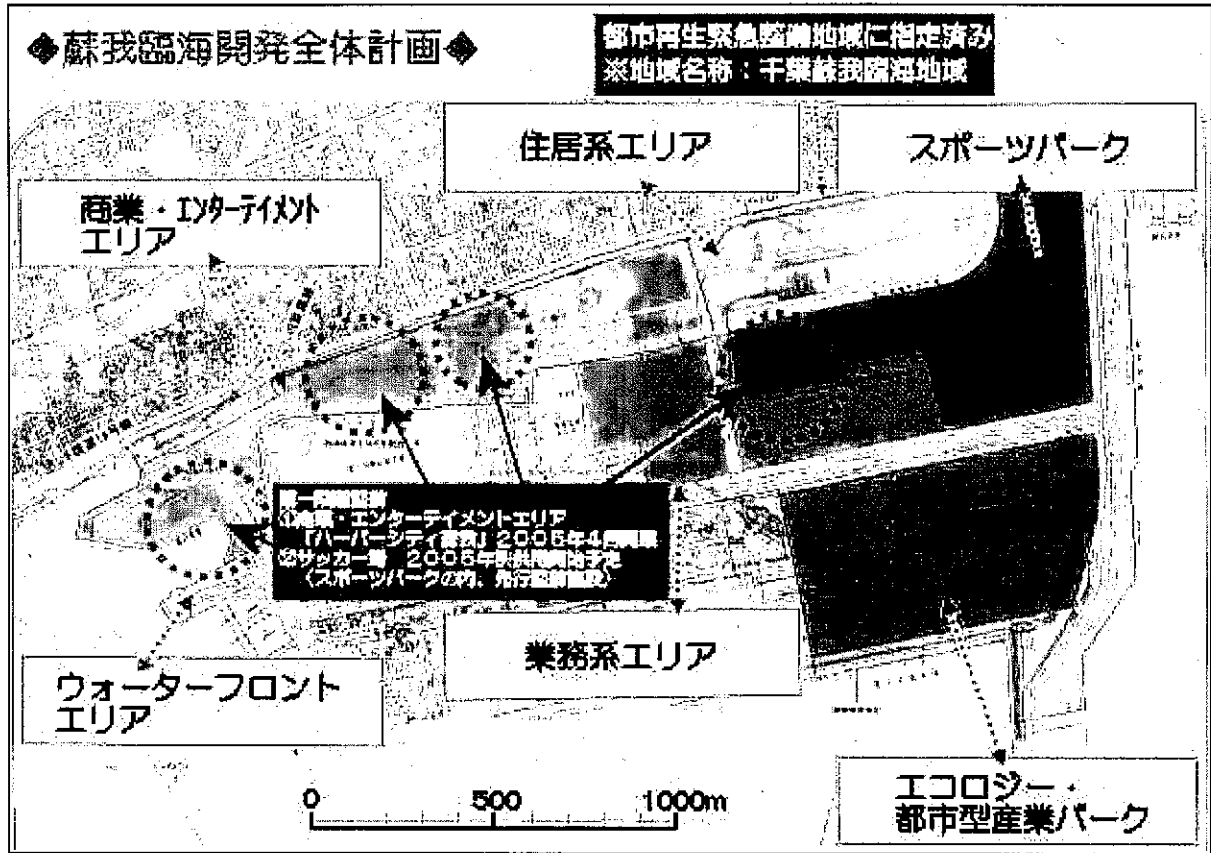 ◆蘇我臨海開発全体計画◆
都市再生緊急整備地域に指定済み
※地域名称:千葉蘇我臨海地域
住居系エリア
スポーツパーク
商業・エンターテイメント
エリア
第一段階整備
①商業・エンターテイメントエリア
「ハーバーシティ蘇我」2005年4月開業
②サッカー場 2005年秋供用開始予定
(スポーツパークの内、先行整備施設)
業務系エリア
ウォーターフロント
エリア
エコロジー・
都市型産業パーク
0 500 1000m